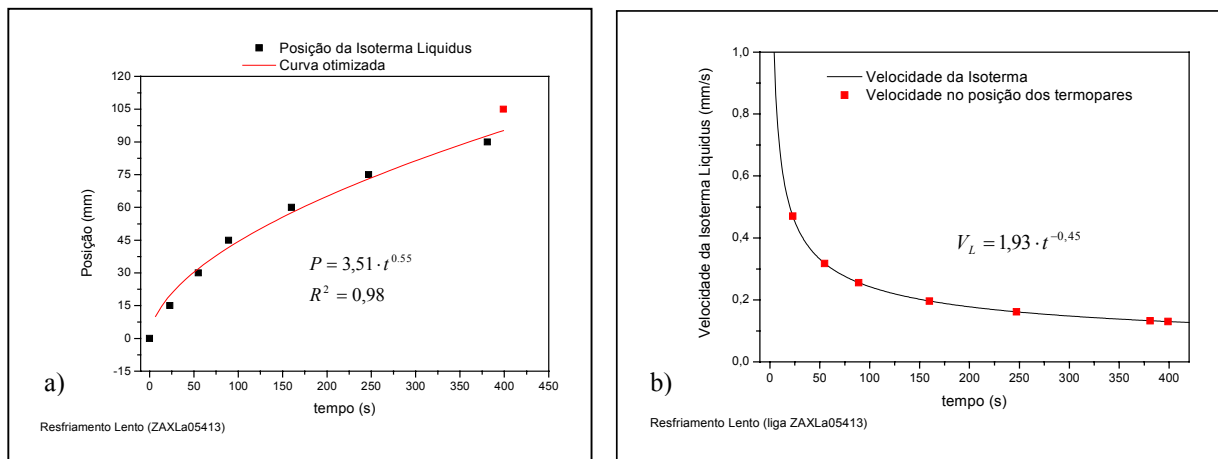 Posição da Isoterma Liquidus
Curva otimizada
120
105
90
75
60
45
30
15
0
-15
Posição (mm)
P = 3,51 · t^0.55
R² = 0,98
0 50 100 150 200 250 300 350 400 450
a)
tempo (s)
Resfriamento Lento (ZAXLa05413)
Velocidade da Isoterma
Velocidade no posição dos termopares
1,0
0,8
0,6
0,4
0,2
0,0
Velocidade da Isoterma Liquidus (mm/s)
V_L = 1,93 · t^−0,45
0 50 100 150 200 250 300 350 400
b)
tempo (s)
Resfriamento Lento (liga ZAXLa05413)